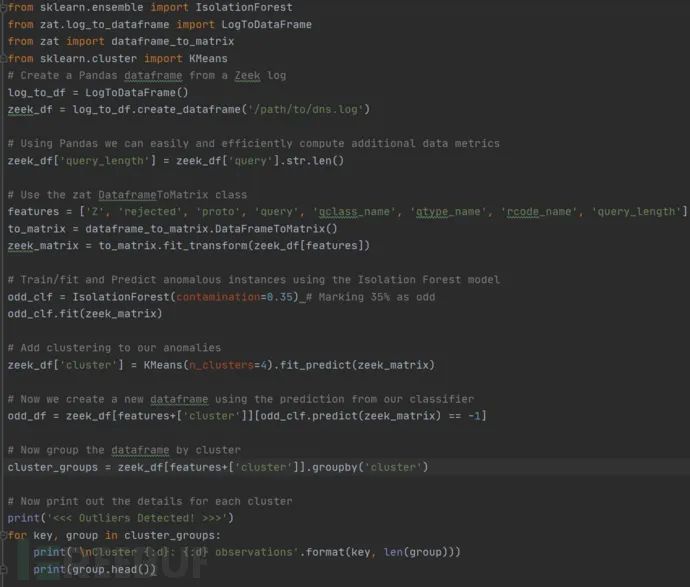 from sklearn.ensemble import IsolationForest
from zat.log_to_dataframe import LogToDataFrame
from zat import dataframe_to_matrix
from sklearn.cluster import KMeans
# Create a Pandas dataframe from a Zeek log
log_to_df = LogToDataFrame()
zeek_df = log_to_df.create_dataframe('/path/to/dns.log')
# Using Pandas we can easily and efficiently compute additional data metrics
zeek_df['query_length'] = zeek_df['query'].str.len()
# Use the zat DataframeToMatrix class
features = ['Z', 'rejected', 'proto', 'query', 'qclass_name', 'qtype_name', 'rcode_name', 'query_length']
to_matrix = dataframe_to_matrix.DataFrameToMatrix()
zeek_matrix = to_matrix.fit_transform(zeek_df[features])
# Train/fit and Predict anomalous instances using the Isolation Forest model
odd_clf = IsolationForest(contamination=0.35) # Marking 35% as odd
odd_clf.fit(zeek_matrix)
# Add clustering to our anomalies
zeek_df['cluster'] = KMeans(n_clusters=4).fit_predict(zeek_matrix)
# Now we create a new dataframe using the prediction from our classifier
odd_df = zeek_df[features+['cluster']][odd_clf.predict(zeek_matrix) == -1]
# Now group the dataframe by cluster
cluster_groups = zeek_df[features+['cluster']].groupby('cluster')
# Now print out the details for each cluster
print('<<< Outliers Detected! >>>')
for key, group in cluster_groups:
print('\nCluster {:d}: {:d} observations'.format(key, len(group)))
print(group.head())